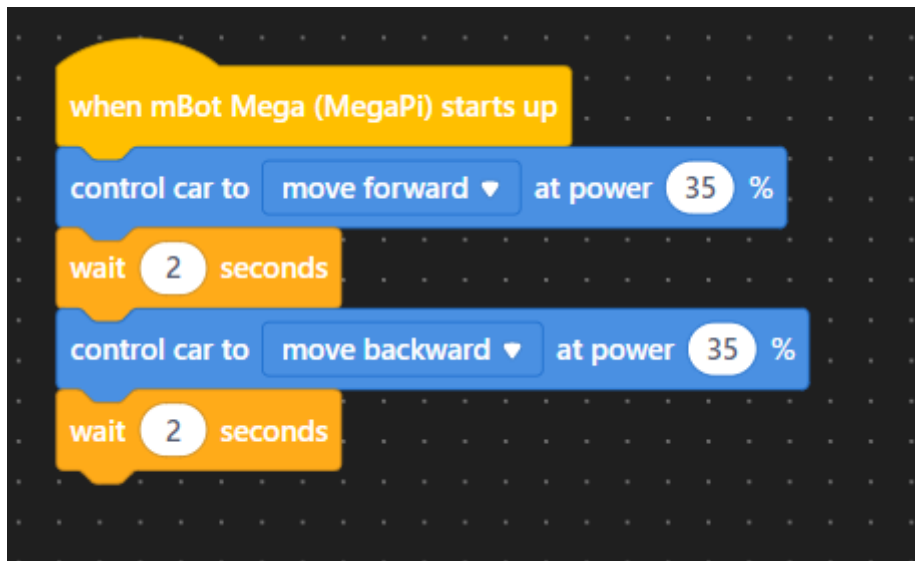 when mBot Mega (MegaPi) starts up
control car to move forward at power 35 %
wait 2 seconds
control car to move backward at power 35 %
wait 2 seconds